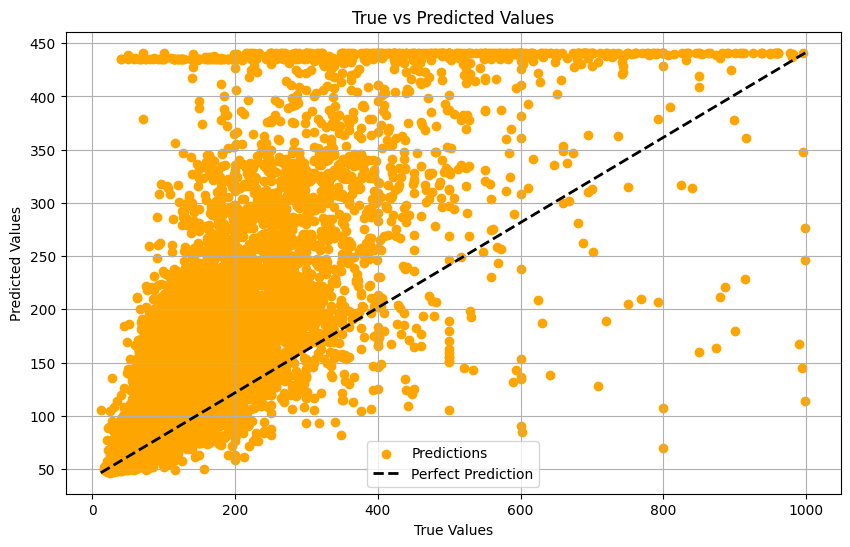 True vs Predicted Values
450
400
350
300
250
200
150
100
50
Predicted Values
Predictions
Perfect Prediction
0 200 400 600 800 1000
True Values